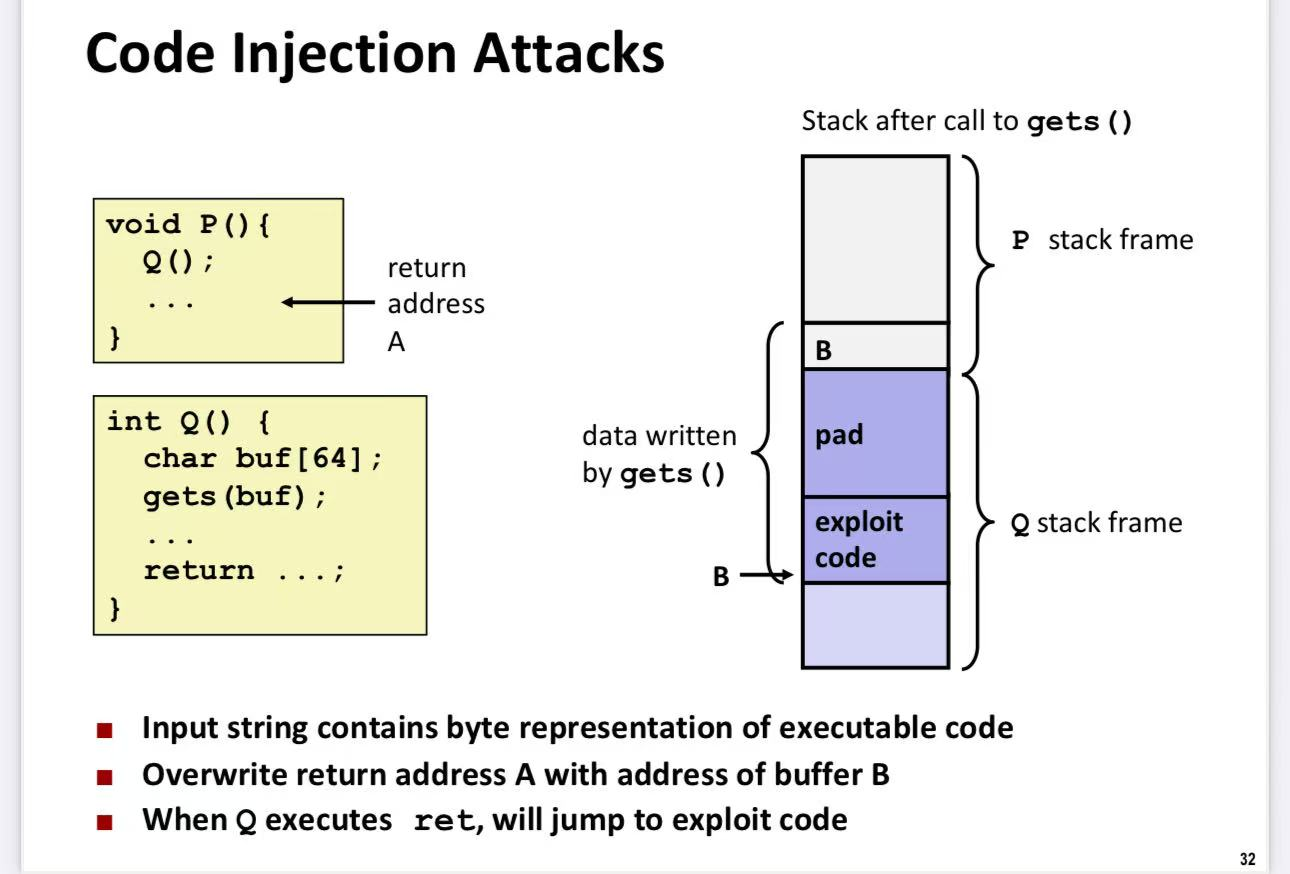 Code Injection Attacks
Stack after call to gets()
void P(){
Q();
...
}
return
address
A
int Q() {
char buf[64];
gets(buf);
...
return ...;
}
P stack frame
B
data written
by gets()
pad
exploit
code
B
Q stack frame
Input string contains byte representation of executable code
Overwrite return address A with address of buffer B
When Q executes ret, will jump to exploit code
32